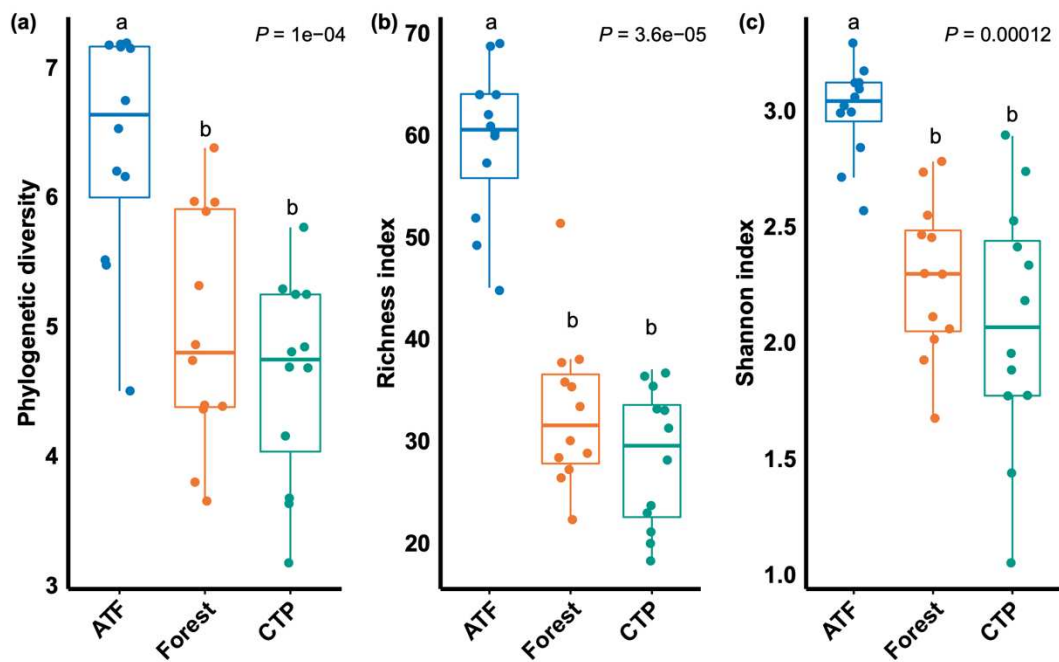 (a)
a
P = 1e−04
Phylogenetic diversity
7
6
5
4
3
b
b
ATF
Forest
CTP
(b)
a
P = 3.6e−05
Richness index
70
60
50
40
30
20
b
b
ATF
Forest
CTP
(c)
a
P = 0.00012
Shannon index
3.0
2.5
2.0
1.5
1.0
b
b
ATF
Forest
CTP